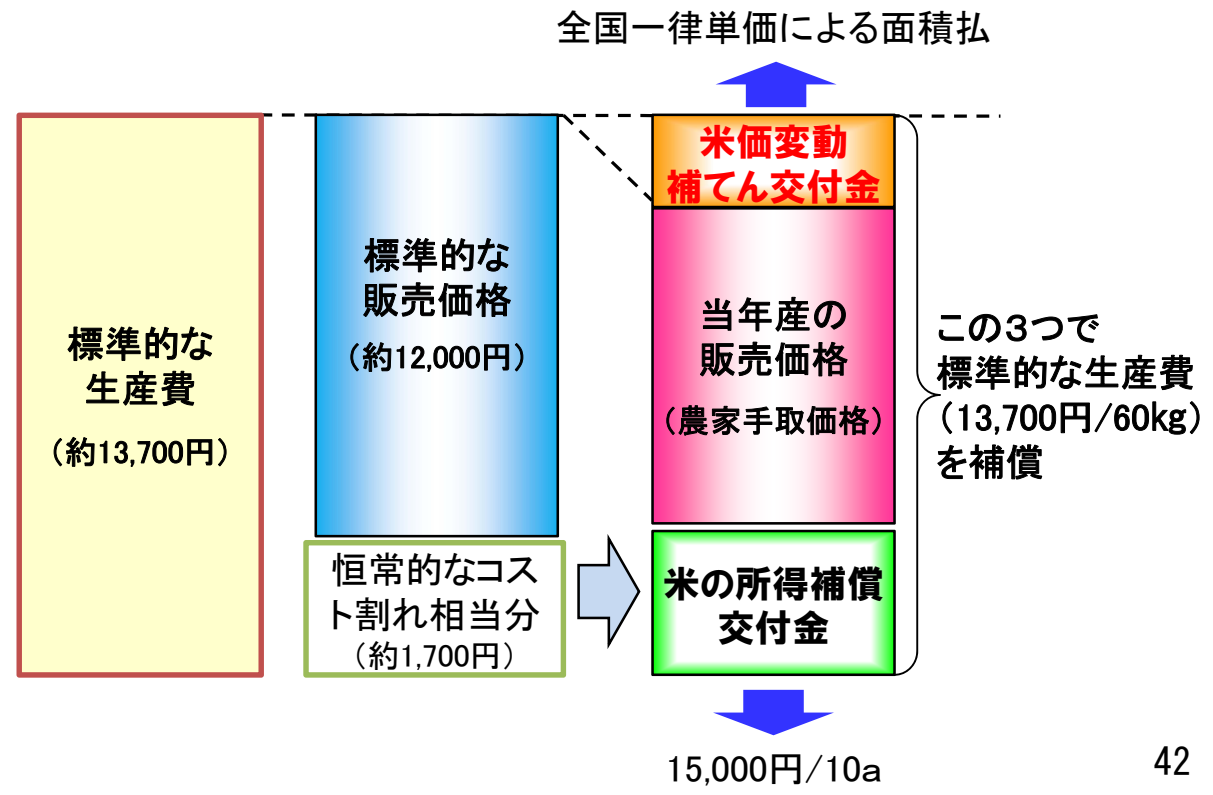 全国一律単価による面積払
標準的な
生産費
（約13,700円）
標準的な
販売価格
（約12,000円）
恒常的なコス
ト割れ相当分
（約1,700円）
米価変動
補てん交付金
当年産の
販売価格
（農家手取価格）
米の所得補償
交付金
この３つで
標準的な生産費
（13,700円/60kg）
を補償
15,000円/10a
42